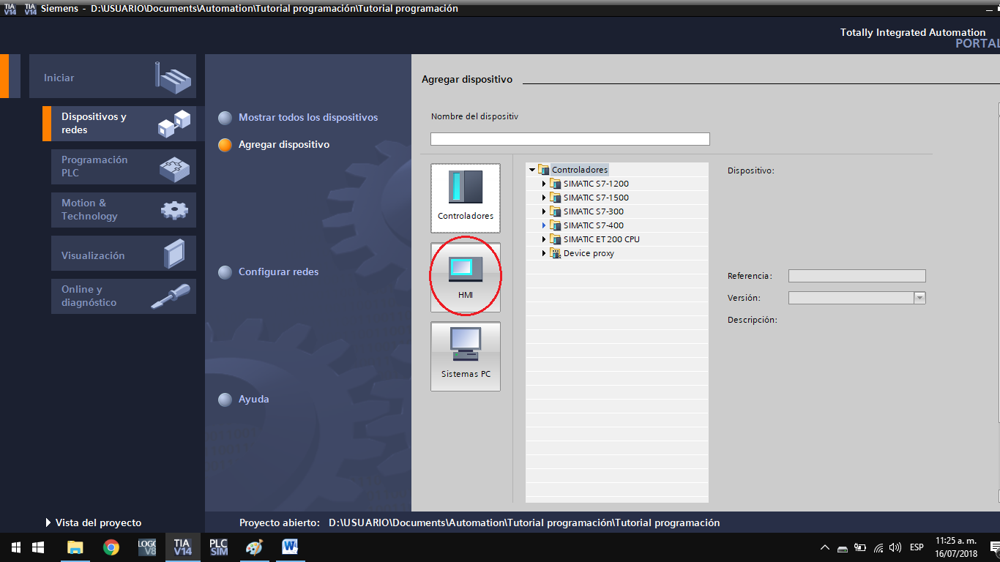 TIA V14
TIA V14
Siemens - D:\USUARIO\Documents\Automation\Tutorial programación\Tutorial programación
Totally Integrated Automation
PORTAL
Iniciar
Dispositivos y
redes
Programación
PLC
Motion &
Technology
Visualización
Online y
diagnóstico
Vista del proyecto
Mostrar todos los dispositivos
Agregar dispositivo
Configurar redes
Ayuda
Agregar dispositivo
Nombre del dispositiv
Controladores
HMI
Sistemas PC
Controladores
SIMATIC S7-1200
SIMATIC S7-1500
SIMATIC S7-300
SIMATIC S7-400
SIMATIC ET 200 CPU
Device proxy
Dispositivo:
Referencia:
Versión:
Descripción:
Proyecto abierto: D:\USUARIO\Documents\Automation\Tutorial programación\Tutorial programación
LOGO V8
TIA V14
PLC SIM
W
ESP
11:25 a. m.
16/07/2018